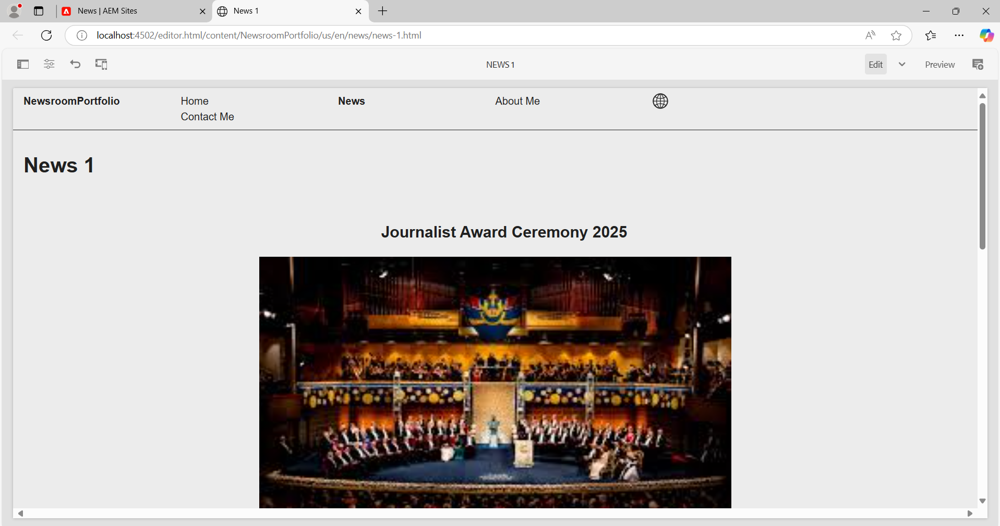 News | AEM Sites
News 1
localhost:4502/editor.html/content/NewsroomPortfolio/us/en/news/news-1.html
NEWS 1
Edit
Preview
NewsroomPortfolio
Home
News
About Me
Contact Me
News 1
Journalist Award Ceremony 2025